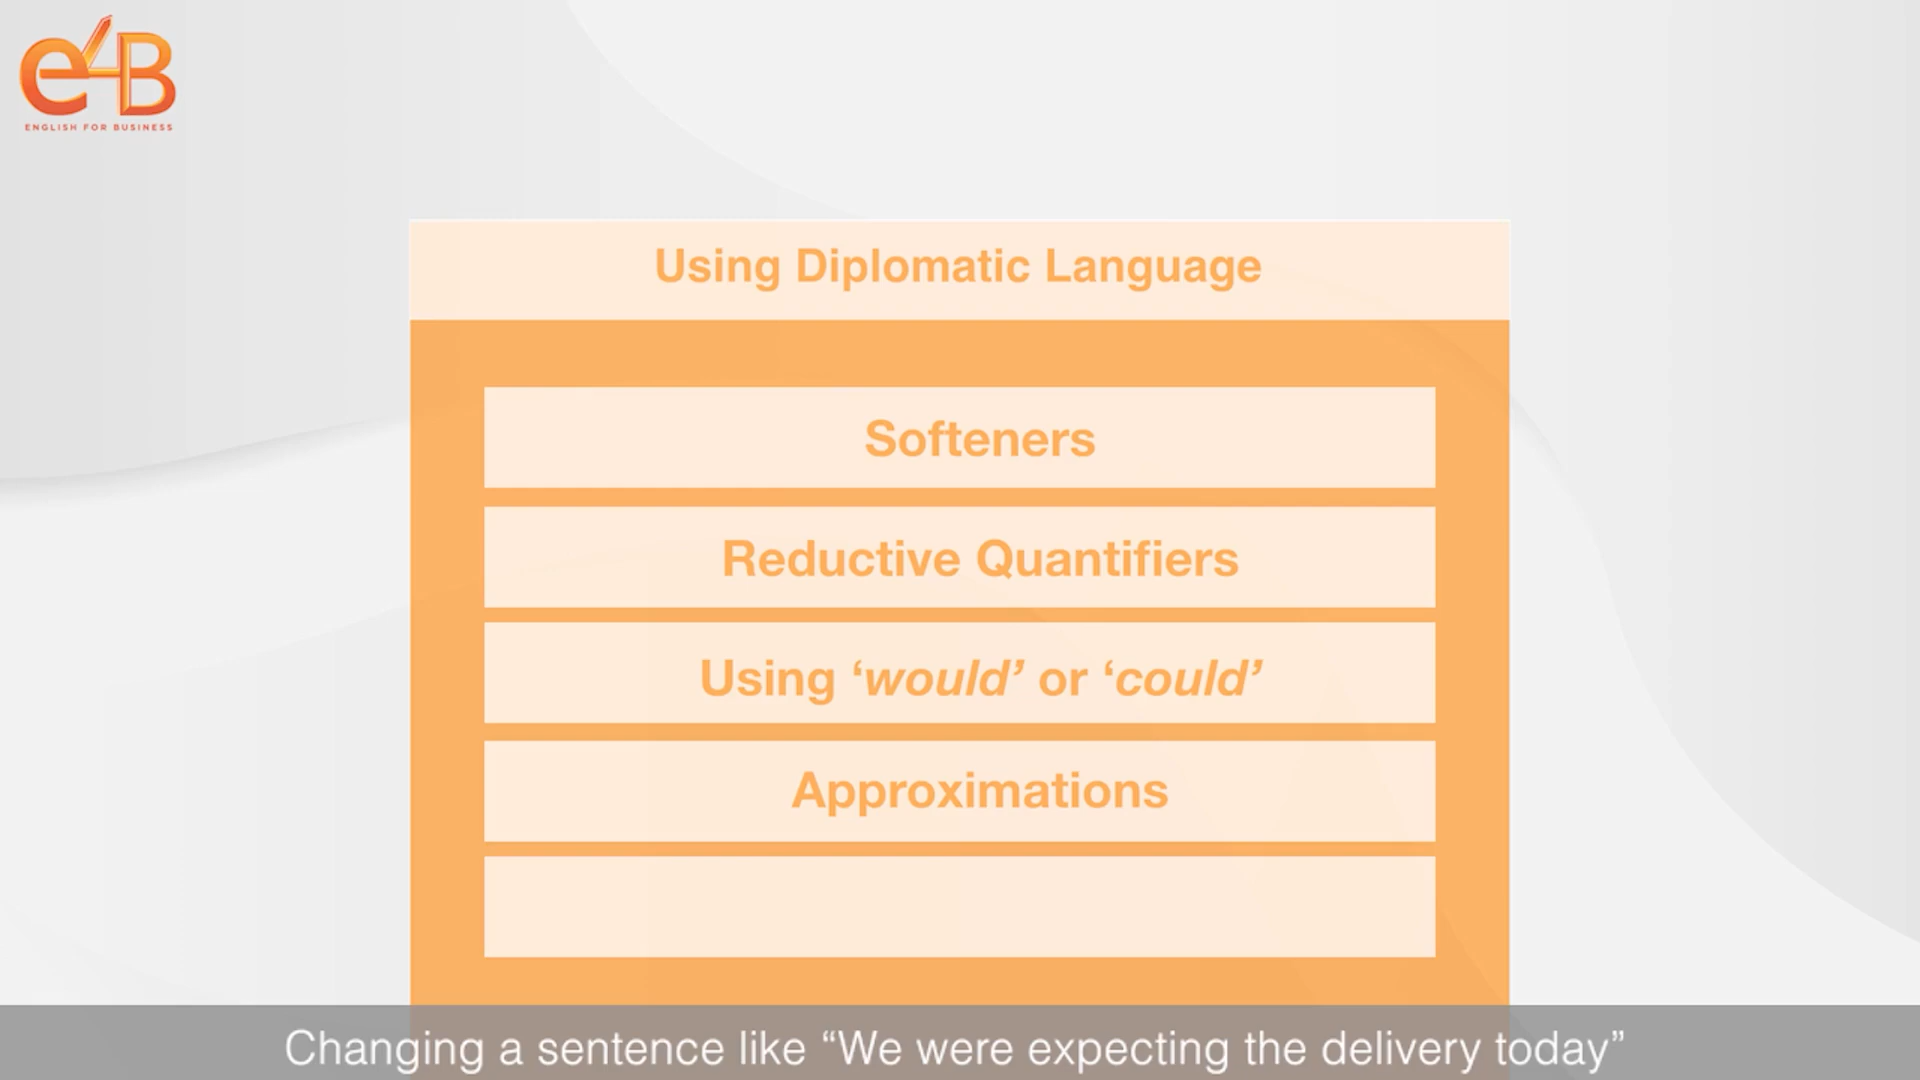 e4B
ENGLISH FOR BUSINESS
Using Diplomatic Language
Softeners
Reductive Quantifiers
Using ‘would’ or ‘could’
Approximations
Changing a sentence like “We were expecting the delivery today”